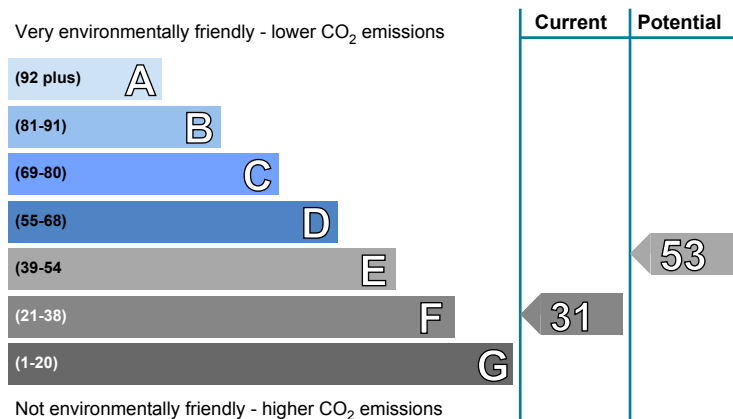 Current Potential
Very environmentally friendly - lower CO₂ emissions
(92 plus) A
(81-91) B
(69-80) C
(55-68) D
(39-54 E
53
(21-38) F
31
(1-20) G
Not environmentally friendly - higher CO₂ emissions